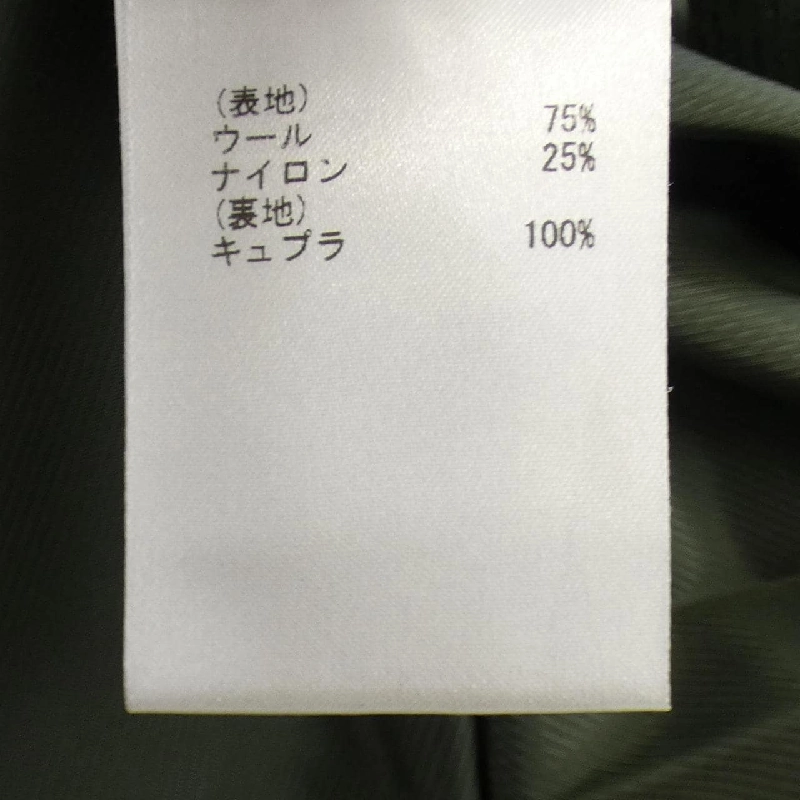 (表地)
ウール 75%
ナイロン 25%
(裏地)
キュプラ 100%